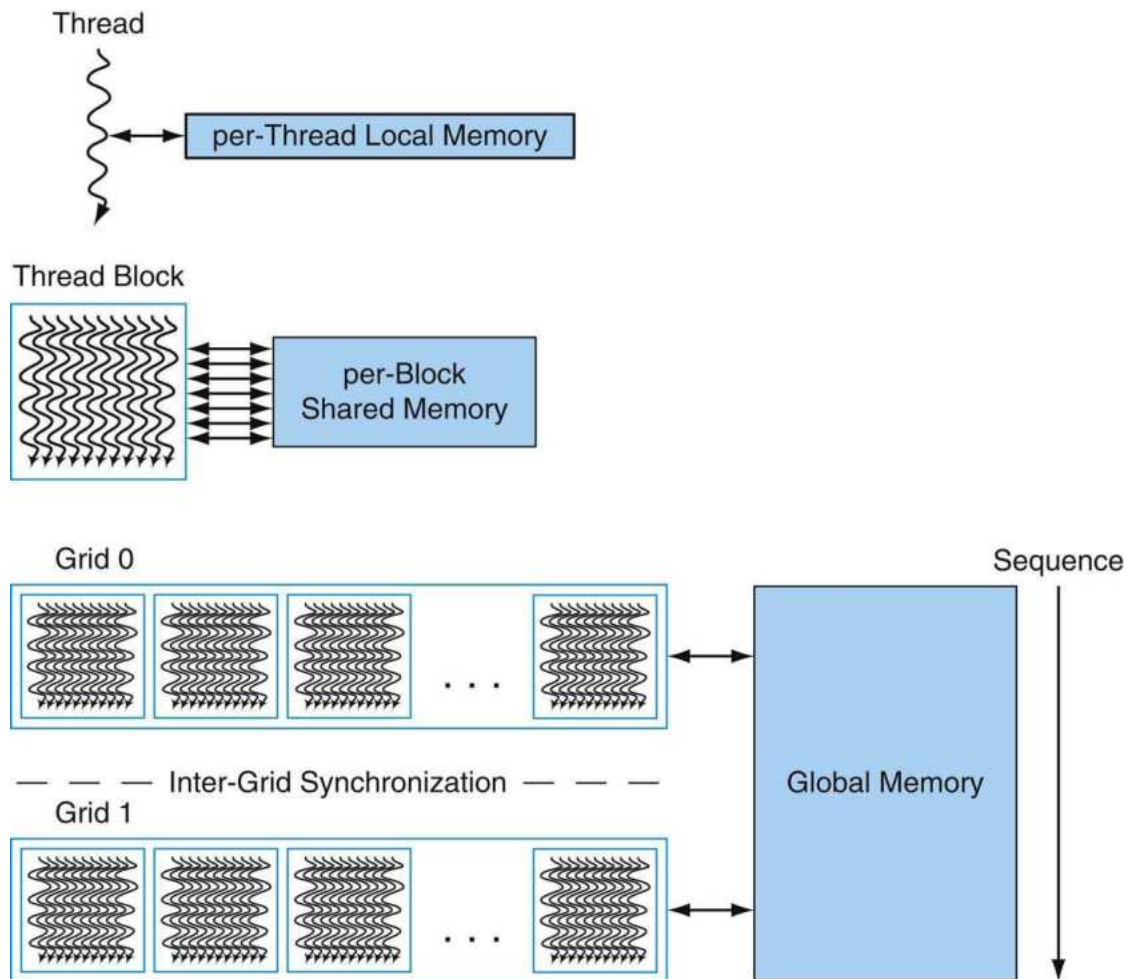 Thread
per-Thread Local Memory
Thread Block
per-Block
Shared Memory
Grid 0
Sequence
. . .
Inter-Grid Synchronization
Global Memory
Grid 1
. . .